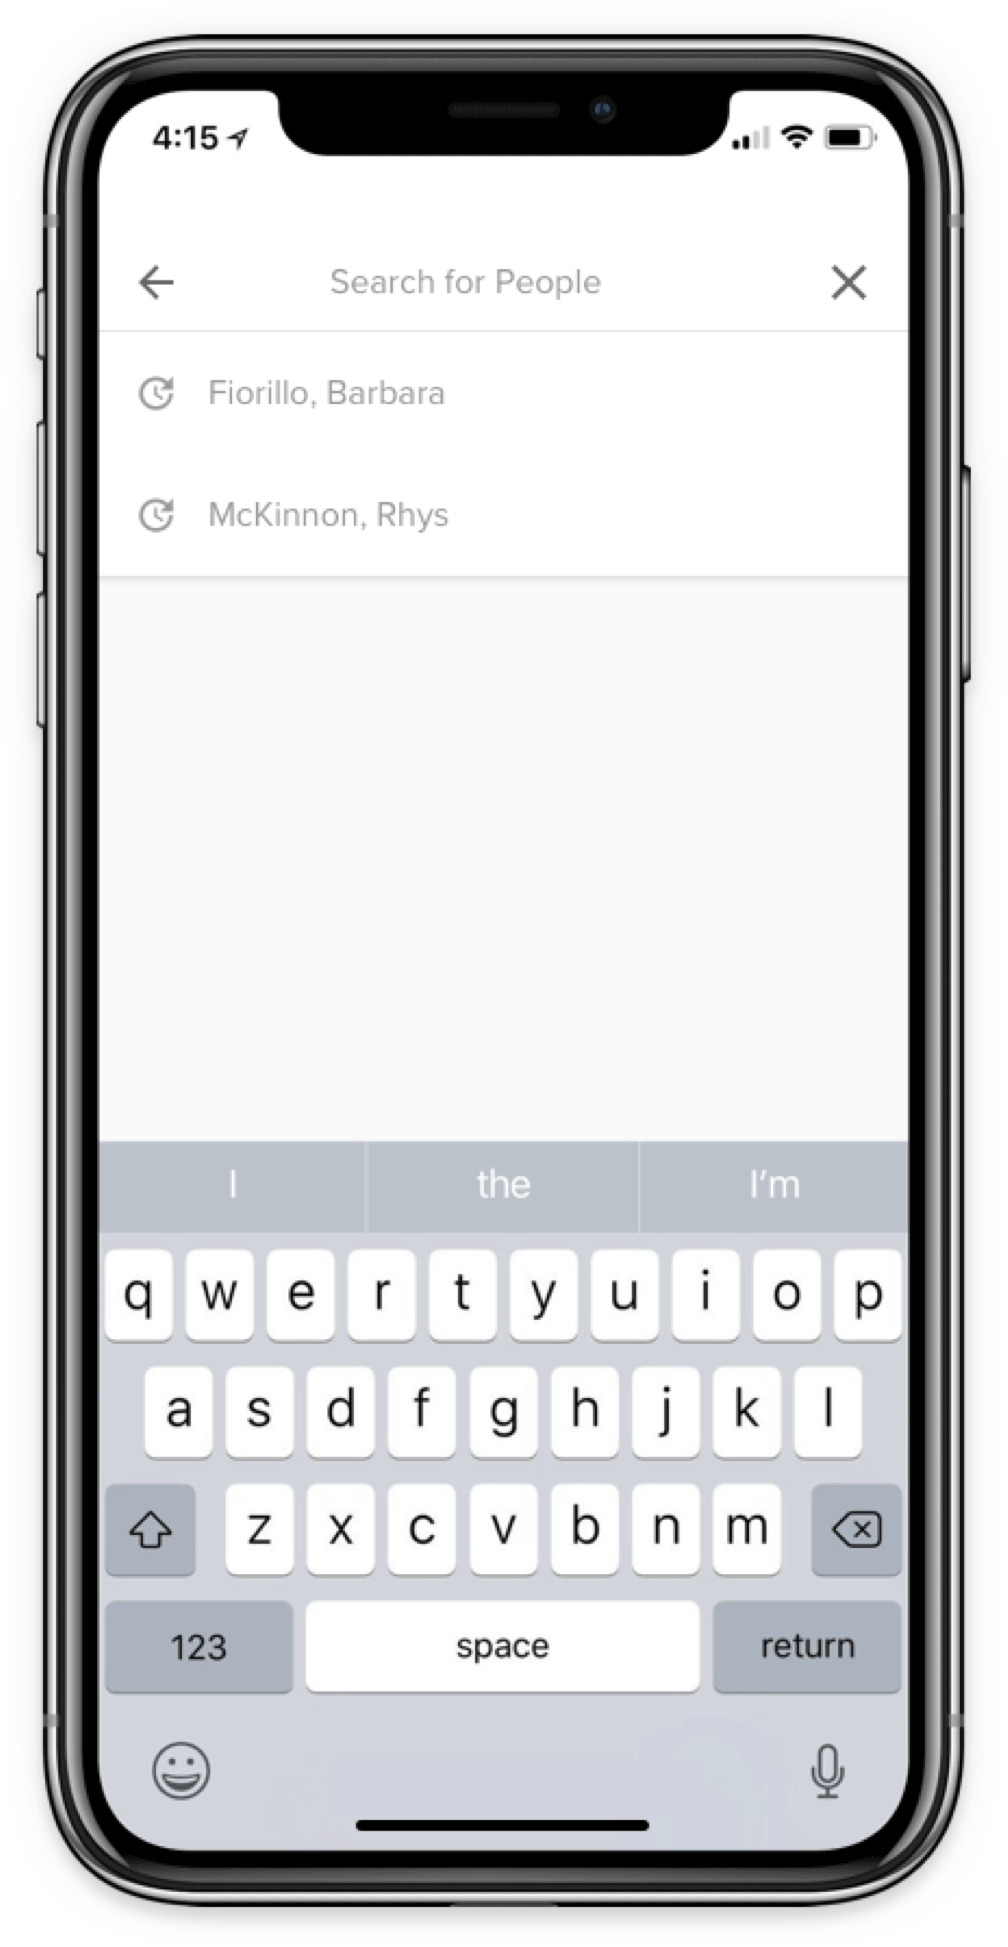 4:15
Search for People
Fiorillo, Barbara
McKinnon, Rhys
I the I'm
q w e r t y u i o p
a s d f g h j k l
z x c v b n m
123 space return